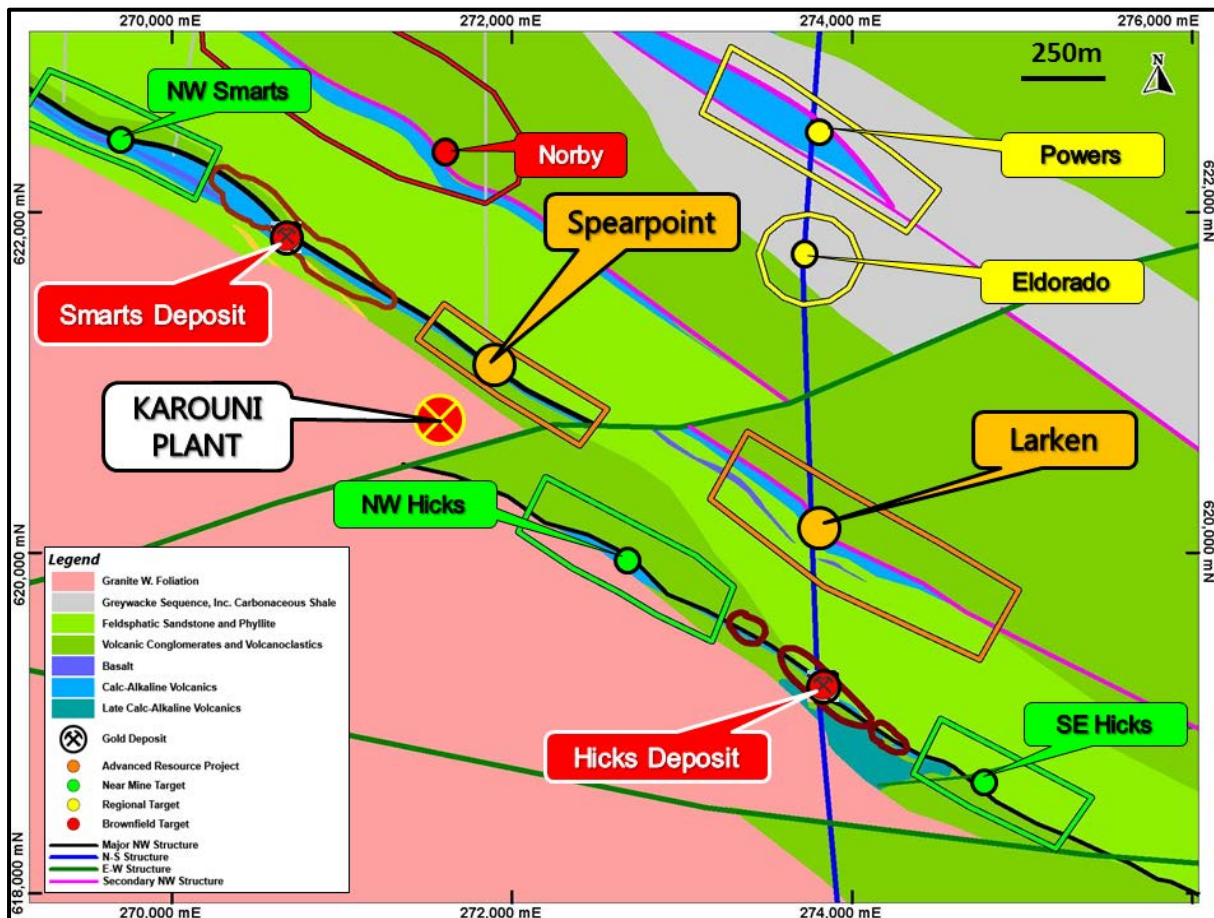 270,000 mE
272,000 mE
274,000 mE
276,000 mE
250m
N
NW Smarts
Norby
Powers
622,000 mN
622,000 mN
Spearpoint
Eldorado
Smarts Deposit
KAROUNI
PLANT
Larken
NW Hicks
620,000 mN
620,000 mN
Legend
Granite W. Foliation
Greywacke Sequence, Inc. Carbonaceous Shale
Feldsphatic Sandstone and Phyllite
Volcanic Conglomerates and Volcanoclastics
Basalt
Calc-Alkaline Volcanics
Late Calc-Alkaline Volcanics
Gold Deposit
Advanced Resource Project
Near Mine Target
Regional Target
Brownfield Target
Major NW Structure
N-S Structure
E-W Structure
Secondary NW Structure
SE Hicks
Hicks Deposit
618,000 mN
270,000 mE
272,000 mE
274,000 mE